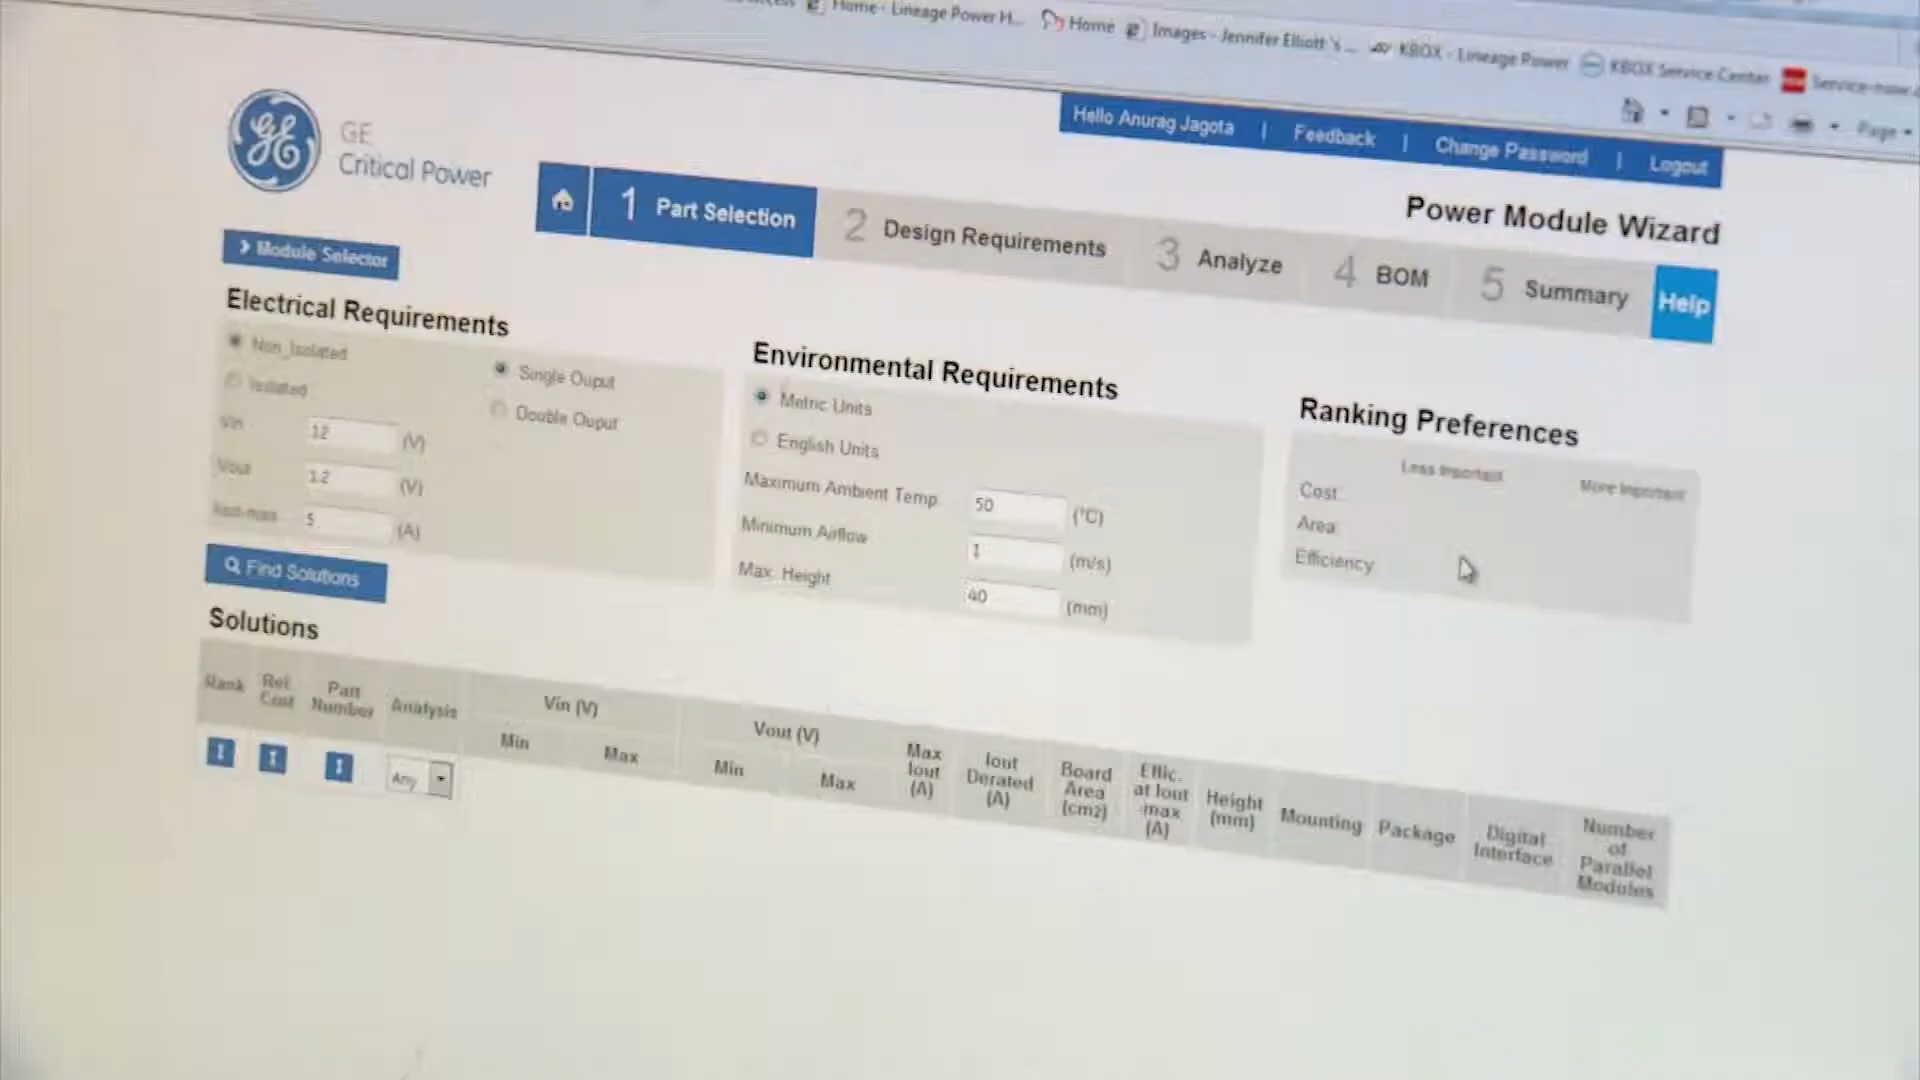 Home - Lineage Power H...
Home
Images - Jennifer Elliott 's ...
KBOX - Lineage Power
KBOX Service Center
Service-now
Page
GE
GE
Critical Power
Hello Anurag Jagota | Feedback | Change Password | Logout
Power Module Wizard
1 Part Selection
2 Design Requirements
3 Analyze
4 BOM
5 Summary
Help
Module Selector
Electrical Requirements
Non_Isolated
Isolated
Single Ouput
Double Ouput
Vin 12 (V)
Vout 1.2 (V)
Iout-max 5 (A)
Find Solutions
Environmental Requirements
Metric Units
English Units
Maximum Ambient Temp 50 (°C)
Minimum Airflow 1 (m/s)
Max. Height 40 (mm)
Ranking Preferences
Less Important More Important
Cost
Area
Efficiency
Solutions
Rank
Rel. Cost
Part Number
Analysis
Vin (V)
Min Max
Vout (V)
Min Max
Max Iout (A)
Iout Derated (A)
Board Area (cm2)
Effic. at Iout max (A)
Height (mm)
Mounting
Package
Digital Interface
Number of Parallel Modules
Any